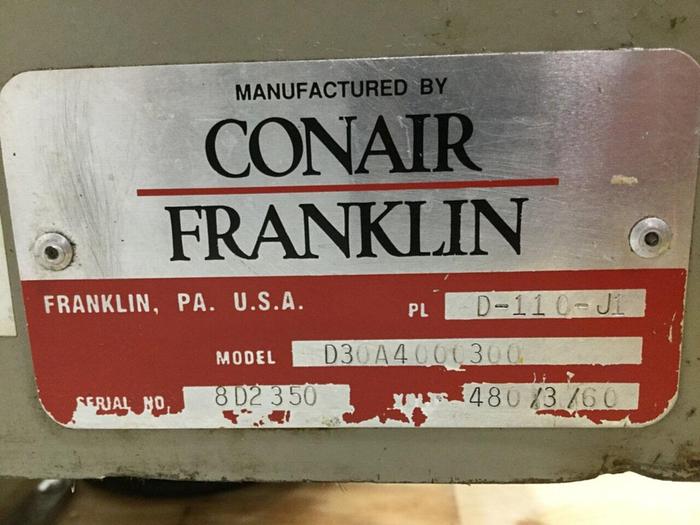 MANUFACTURED BY
CONAIR
FRANKLIN
FRANKLIN, PA. U.S.A. PL D-110-J1
MODEL D30A4000300
SERIAL NO 8D2350 480/3/60